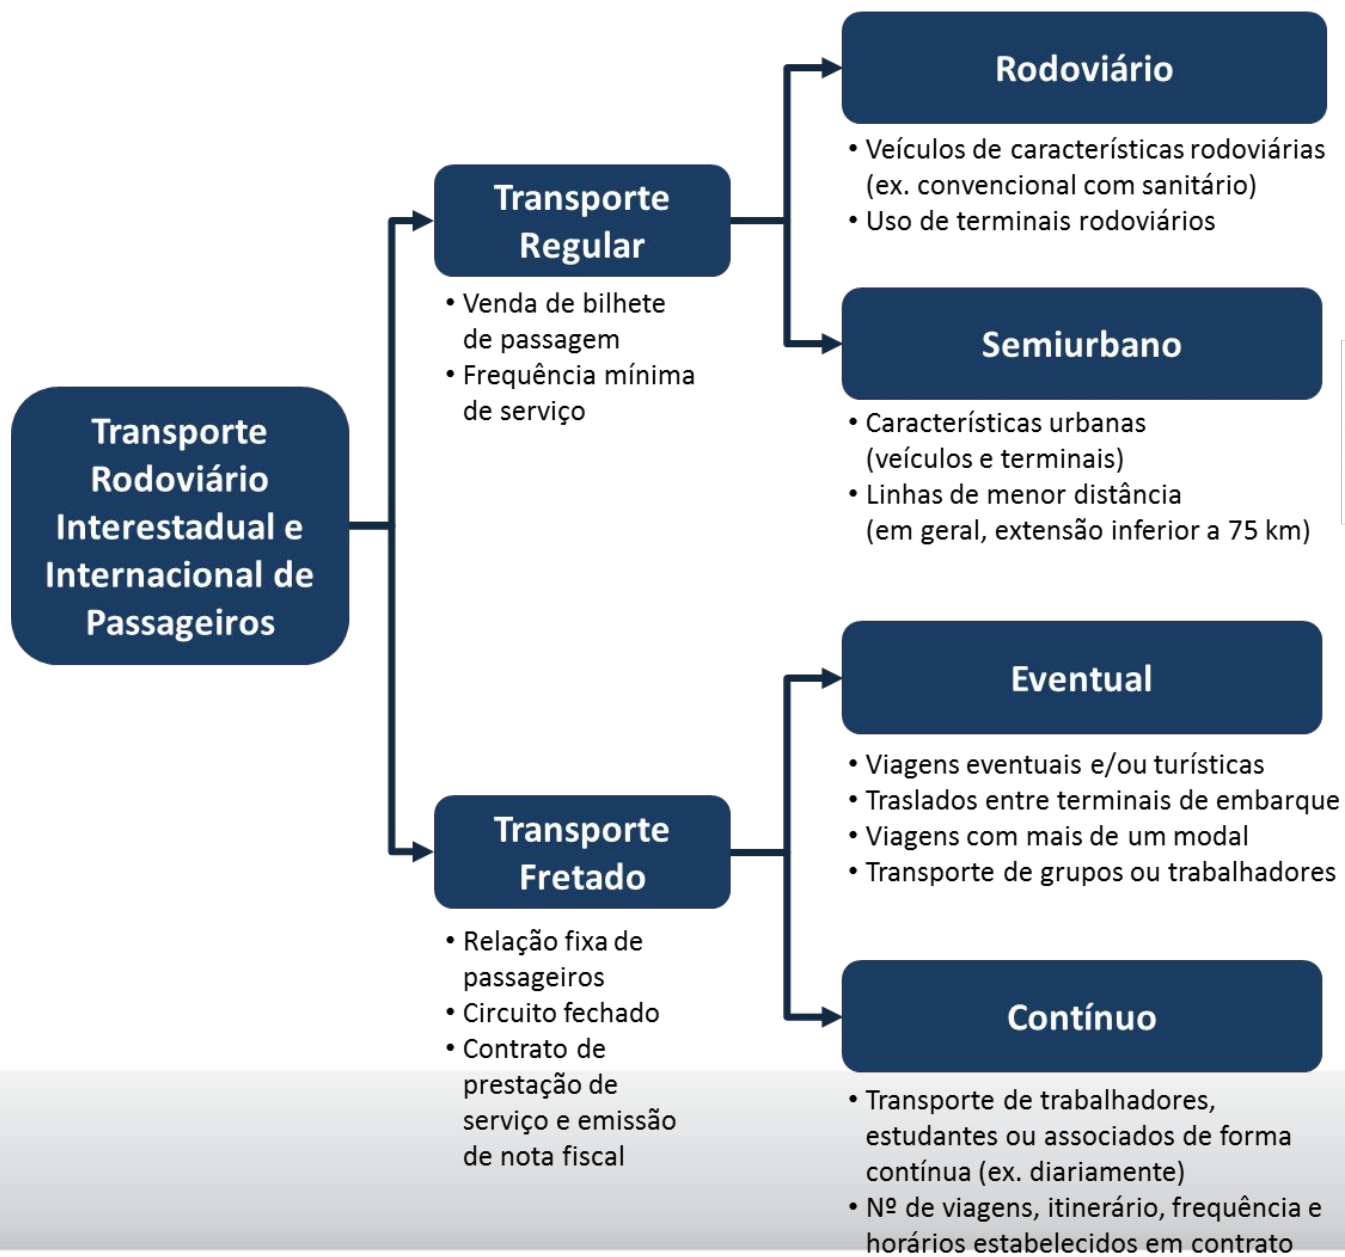 Transporte
Rodoviário
Interestadual e
Internacional de
Passageiros
Transporte
Regular
• Venda de bilhete
de passagem
• Frequência mínima
de serviço
Rodoviário
• Veículos de características rodoviárias
(ex. convencional com sanitário)
• Uso de terminais rodoviários
Semiurbano
• Características urbanas
(veículos e terminais)
• Linhas de menor distância
(em geral, extensão inferior a 75 km)
Transporte
Fretado
• Relação fixa de
passageiros
• Circuito fechado
• Contrato de
prestação de
serviço e emissão
de nota fiscal
Eventual
• Viagens eventuais e/ou turísticas
• Traslados entre terminais de embarque
• Viagens com mais de um modal
• Transporte de grupos ou trabalhadores
Contínuo
• Transporte de trabalhadores,
estudantes ou associados de forma
contínua (ex. diariamente)
• Nº de viagens, itinerário, frequência e
horários estabelecidos em contrato